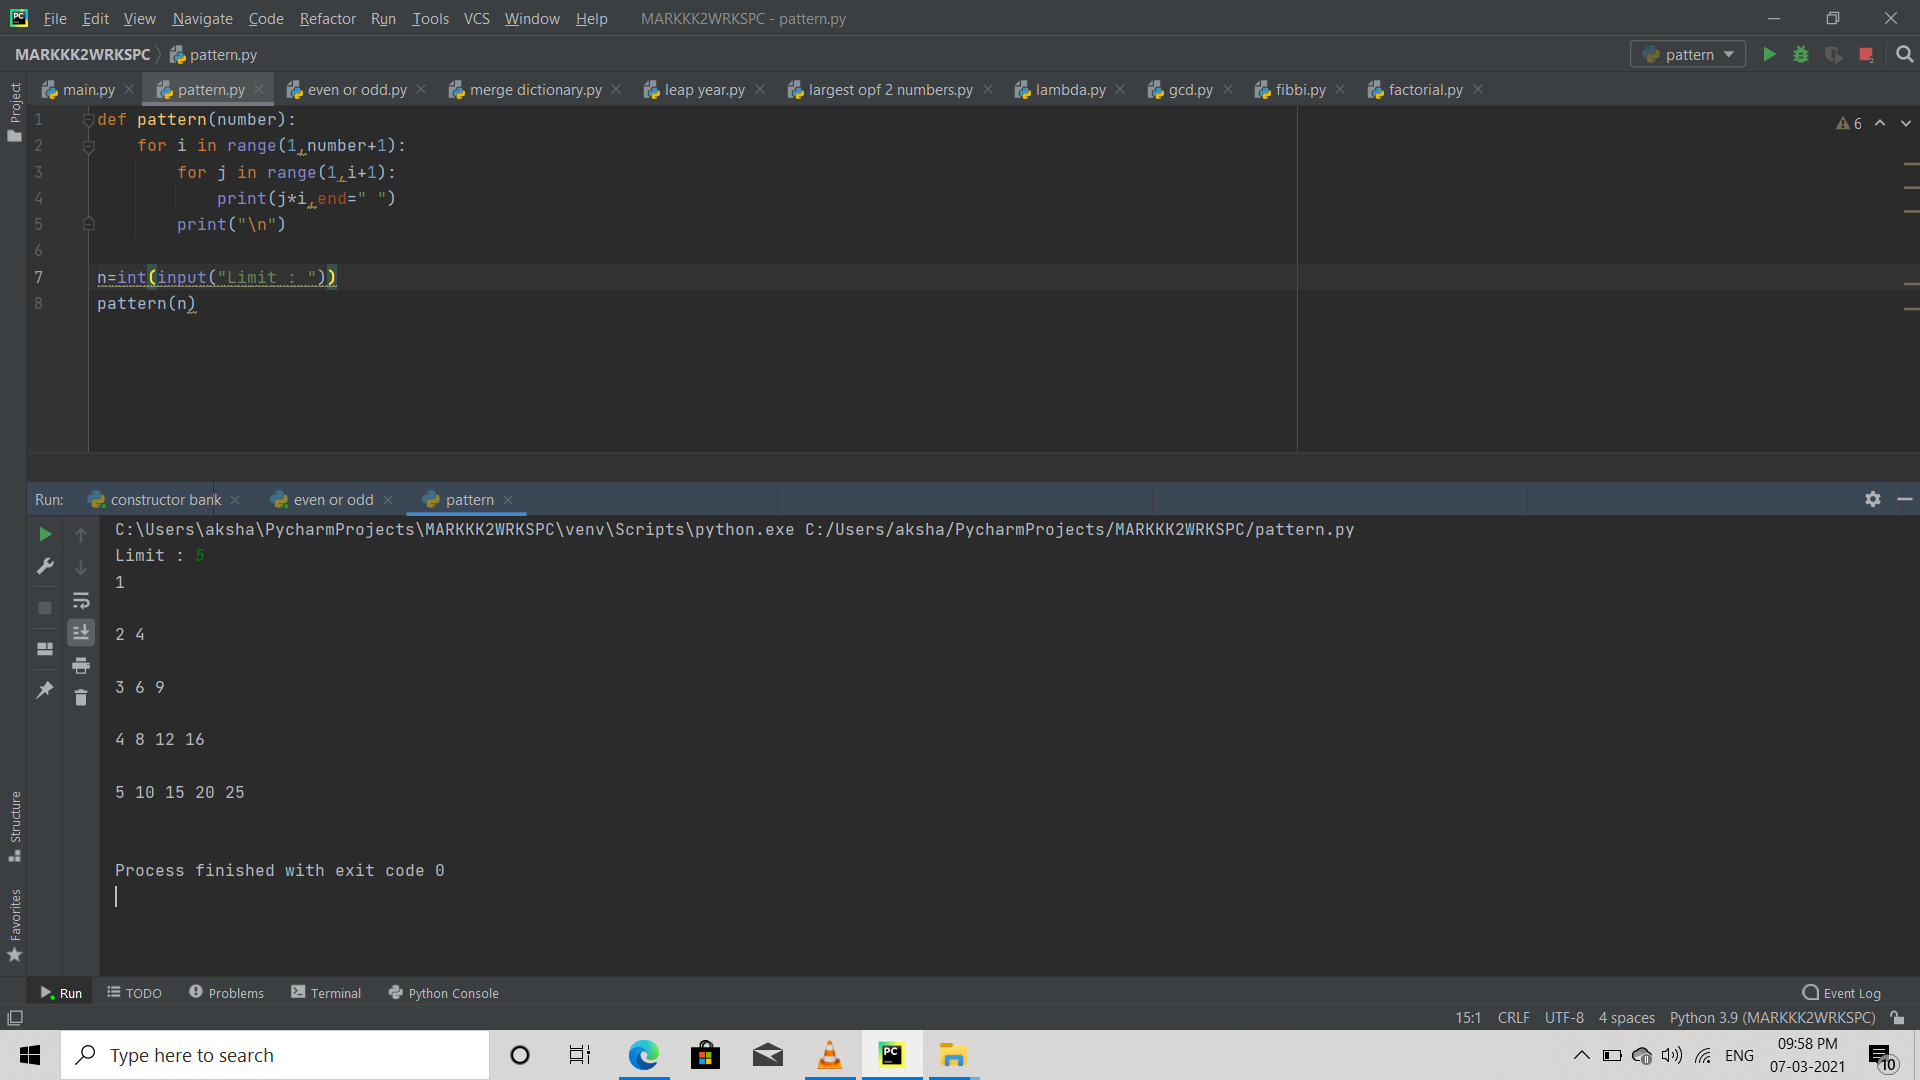 PC File Edit View Navigate Code Refactor Run Tools VCS Window Help MARKKK2WRKSPC - pattern.py
MARKKK2WRKSPC pattern.py pattern
Project
main.py pattern.py even or odd.py merge dictionary.py leap year.py largest opf 2 numbers.py lambda.py gcd.py fibbi.py factorial.py
1 def pattern(number):
6
2     for i in range(1,number+1):
3         for j in range(1,i+1):
4             print(j*i,end=" ")
5         print("\n")
6
7 n=int(input("Limit : "))
8 pattern(n)
Run: constructor bank even or odd pattern
C:\Users\aksha\PycharmProjects\MARKKK2WRKSPC\venv\Scripts\python.exe C:/Users/aksha/PycharmProjects/MARKKK2WRKSPC/pattern.py
Limit : 5
1
2 4
3 6 9
4 8 12 16
5 10 15 20 25
Process finished with exit code 0
Structure
Favorites
Run TODO Problems Terminal Python Console Event Log
15:1 CRLF UTF-8 4 spaces Python 3.9 (MARKKK2WRKSPC)
Type here to search
PC
ENG
09:58 PM
07-03-2021
10